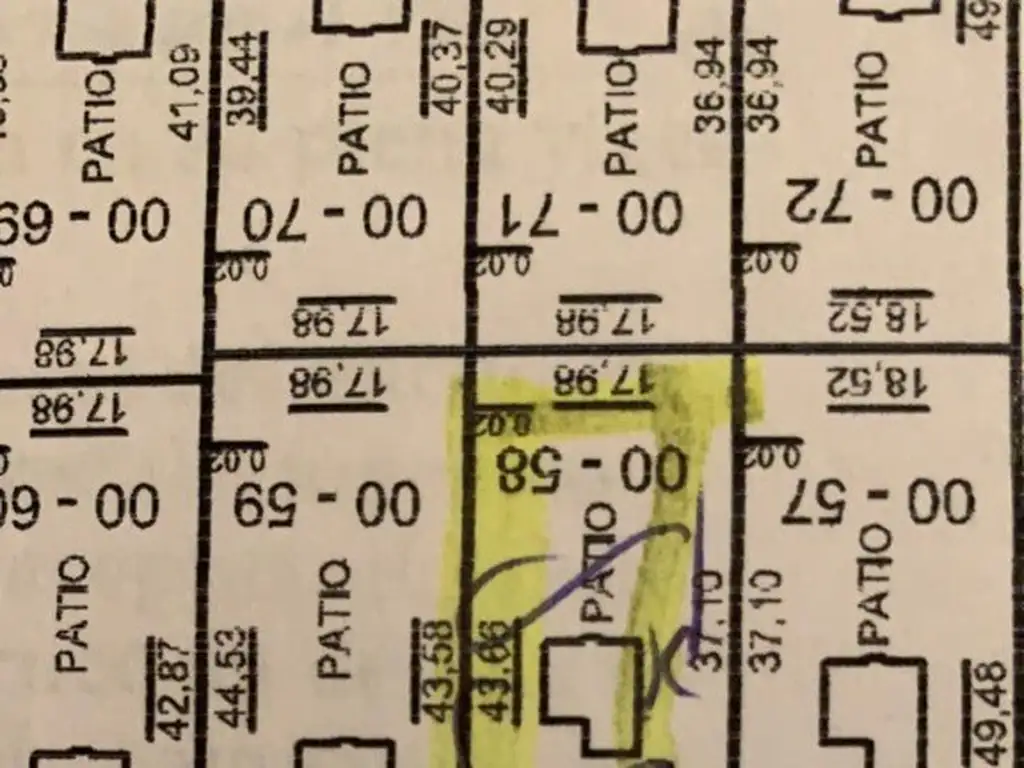 41,09
39,44
40,37
40,29
36,94
36,94
PATIO
PATIO
PATIO
PATIO
00 - 69
00 - 70
00 - 71
00 - 72
0.02
0.02
0.02
17,98
17,98
17,98
18,52
17,98
17,98
17,98
18,52
0.02
0.02
0.02
00 - 59
00 - 58
00 - 57
PATIO
PATIO
PATIO
PATIO
42,87
44,53
43,58
43,66
37,10
37,10
49,48